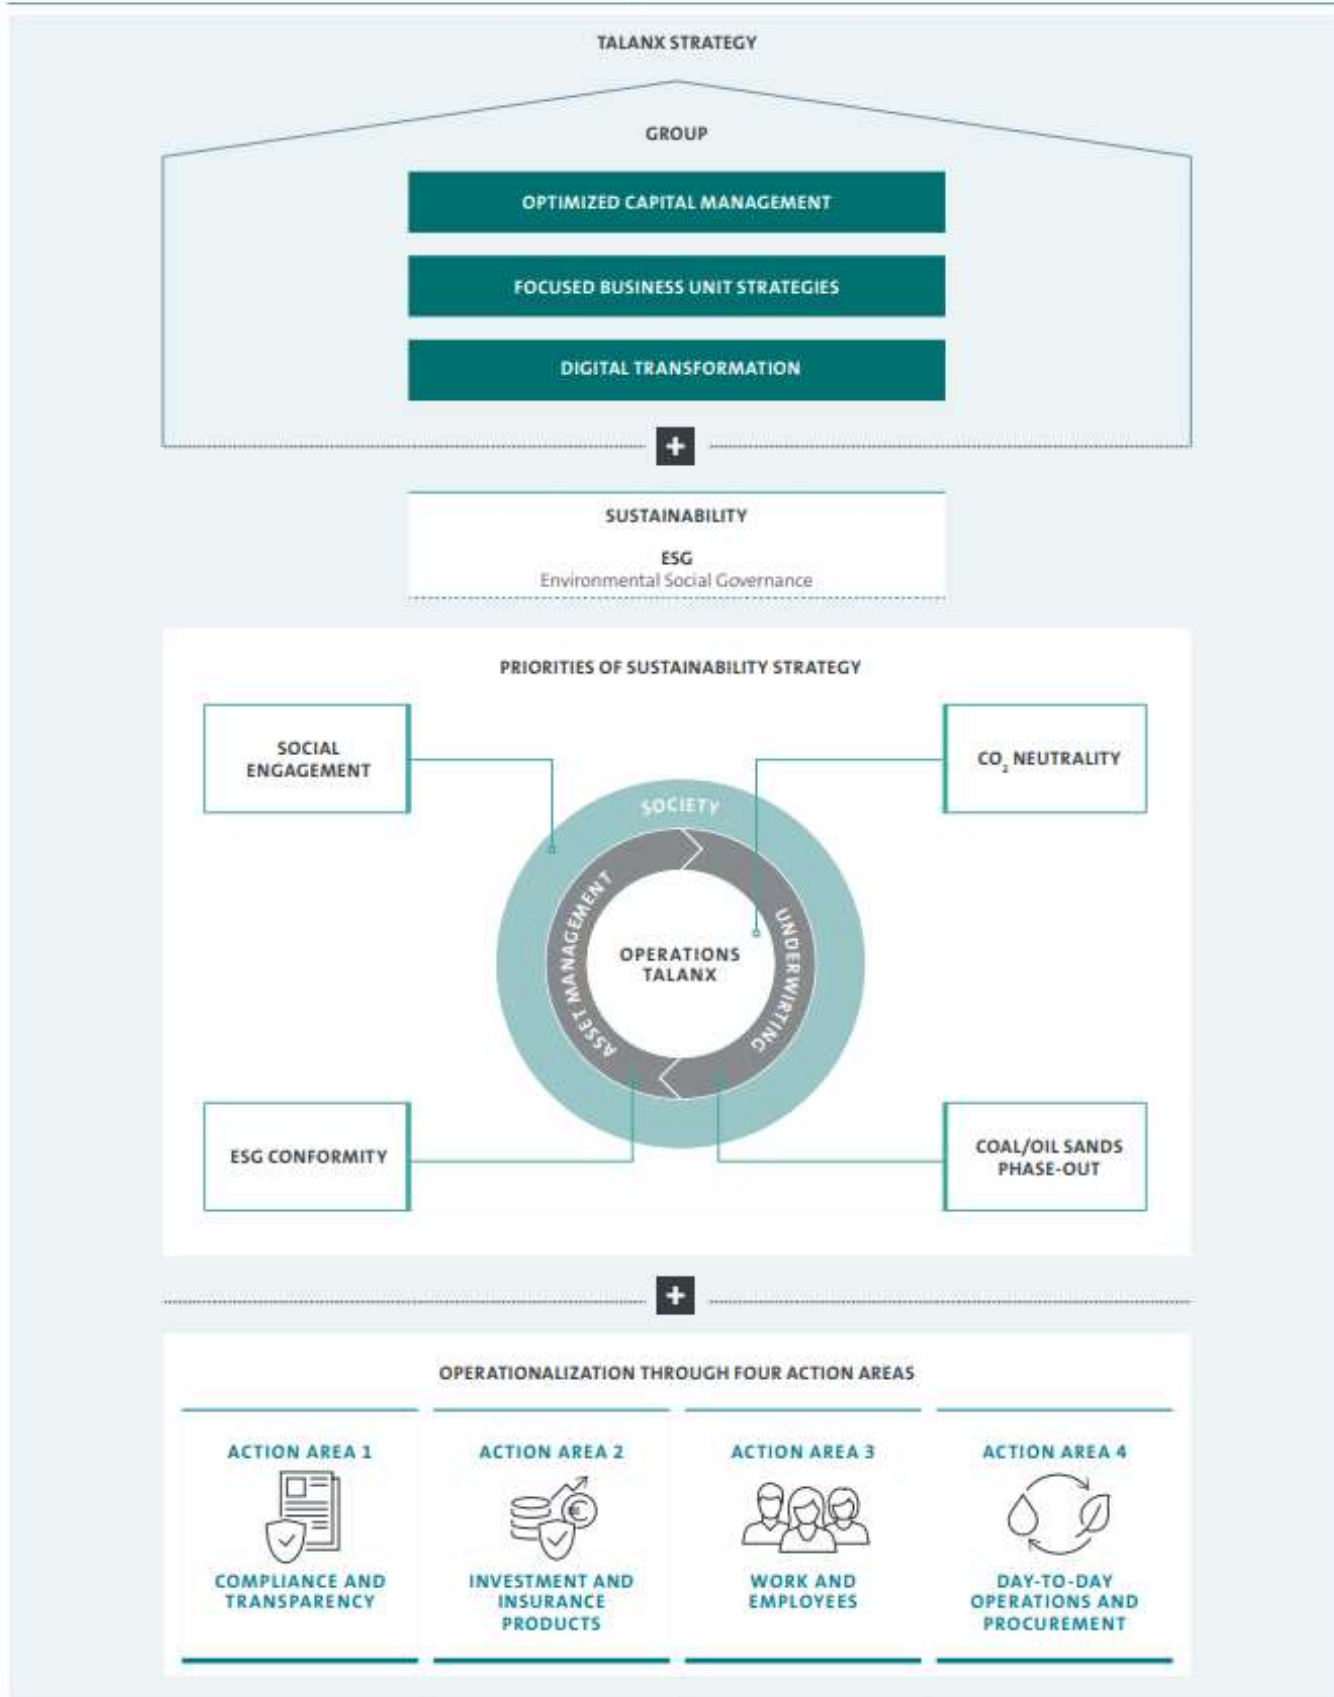 TALANX STRATEGY
GROUP
OPTIMIZED CAPITAL MANAGEMENT
FOCUSED BUSINESS UNIT STRATEGIES
DIGITAL TRANSFORMATION
+
SUSTAINABILITY
ESG
Environmental Social Governance
PRIORITIES OF SUSTAINABILITY STRATEGY
SOCIAL
ENGAGEMENT
CO₂ NEUTRALITY
SOCIETY
ASSET MANAGEMENT
UNDERWIRTING
OPERATIONS
TALANX
ESG CONFORMITY
COAL/OIL SANDS
PHASE-OUT
+
OPERATIONALIZATION THROUGH FOUR ACTION AREAS
ACTION AREA 1
COMPLIANCE AND
TRANSPARENCY
ACTION AREA 2
€
INVESTMENT AND
INSURANCE
PRODUCTS
ACTION AREA 3
WORK AND
EMPLOYEES
ACTION AREA 4
DAY-TO-DAY
OPERATIONS AND
PROCUREMENT